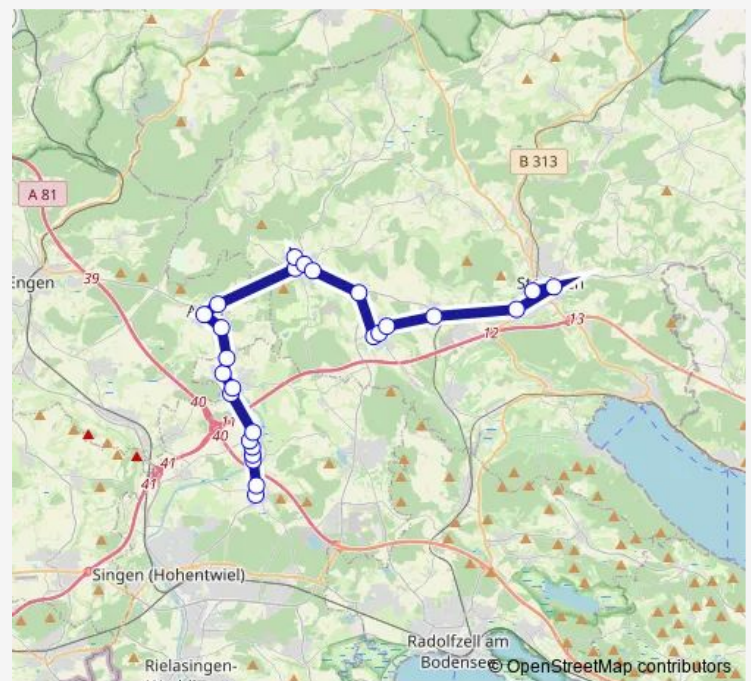 B 313
A 81
39
Engen
13
12
40
11
40
41
41
Singen (Hohentwiel)
Radolfzell am
Bodensee
Rielasingen-
© OpenStreetMap contributors